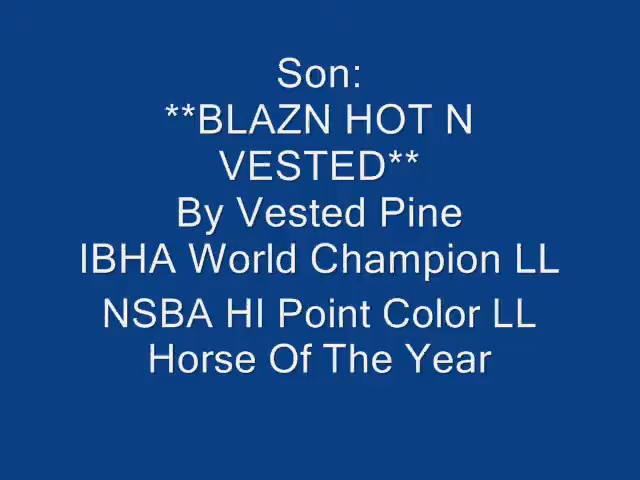 Son:
**BLAZN HOT N
VESTED**
By Vested Pine
IBHA World Champion LL
NSBA HI Point Color LL
Horse Of The Year